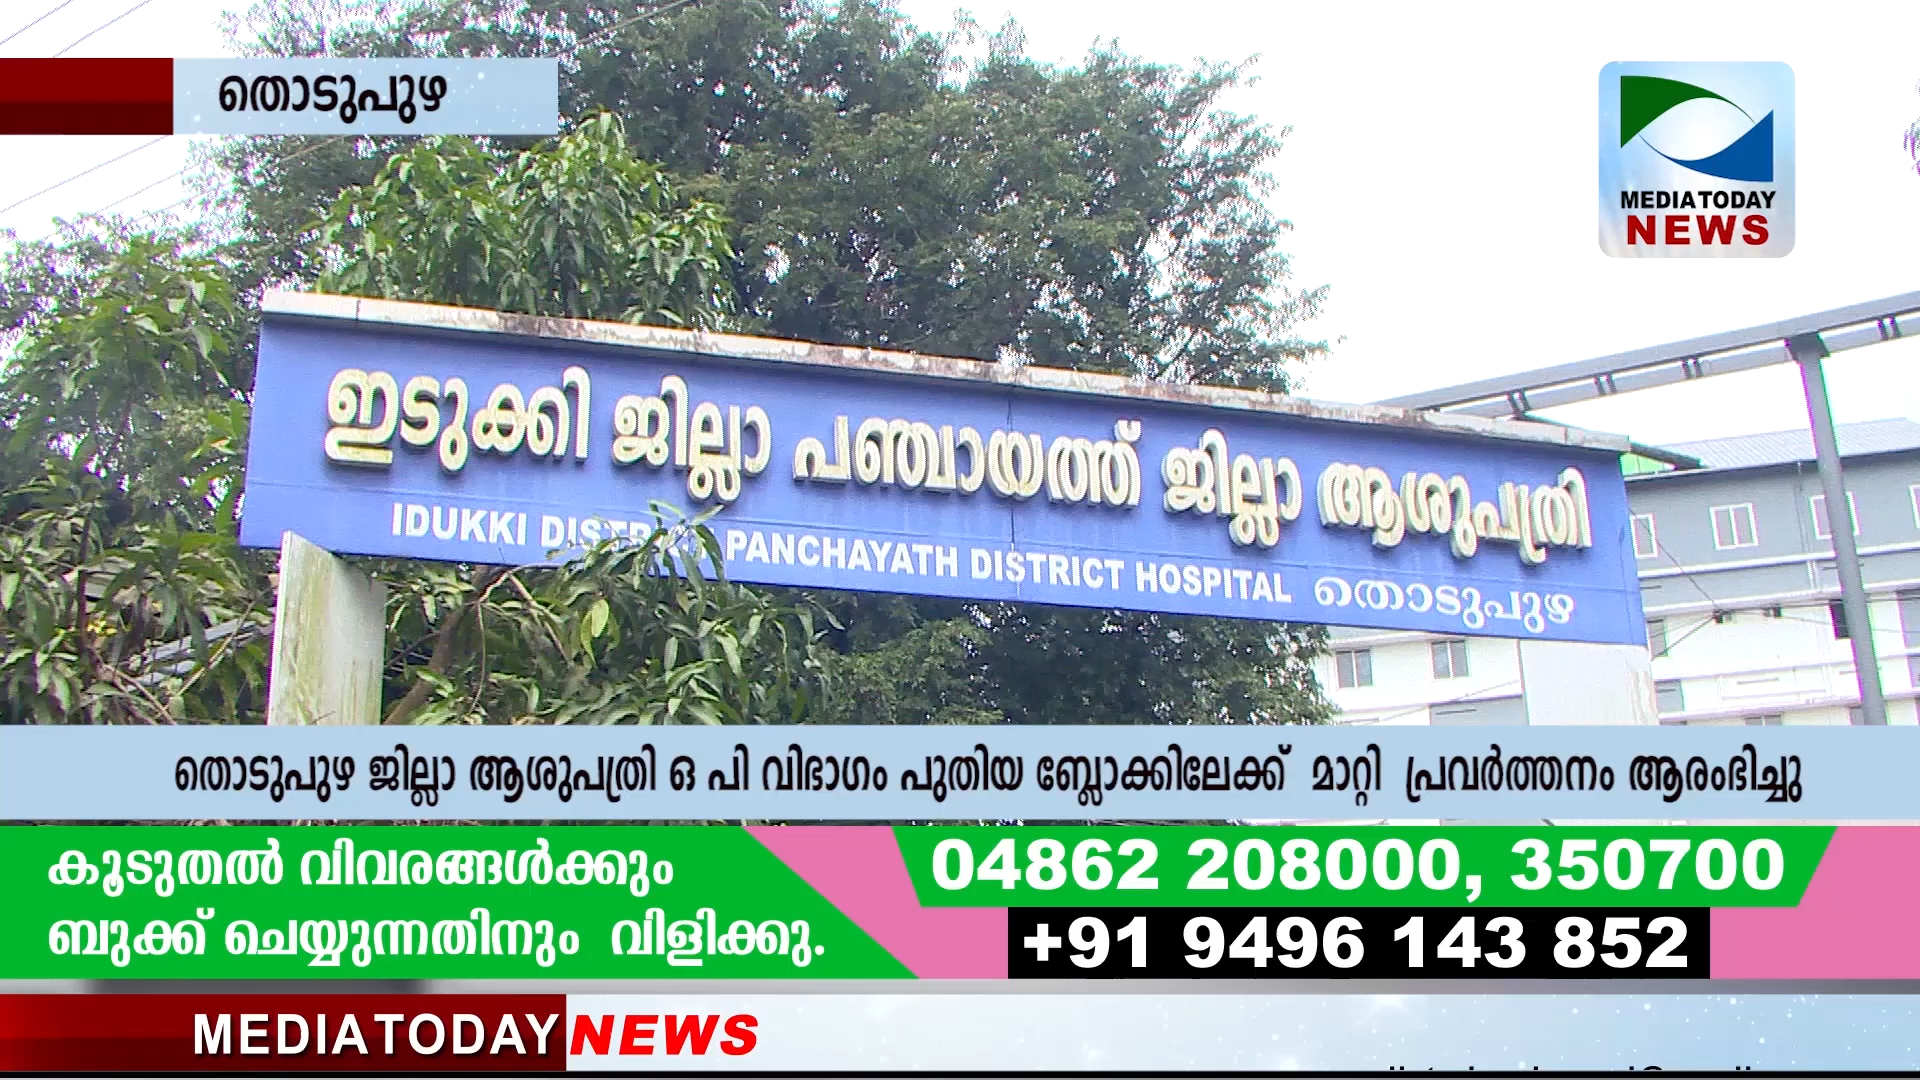 തൊടുപുഴ
MEDIATODAY
NEWS
ഇടുക്കി ജില്ലാ പഞ്ചായത്ത് ജില്ലാ ആശുപത്രി
IDUKKI DISTRICT PANCHAYATH DISTRICT HOSPITAL തൊടുപുഴ
തൊടുപുഴ ജില്ലാ ആശുപത്രി ഒ പി വിഭാഗം പുതിയ ബ്ലോക്കിലേക്ക് മാറ്റി പ്രവർത്തനം ആരംഭിച്ചു
കൂടുതൽ വിവരങ്ങൾക്കും
ബുക്ക് ചെയ്യുന്നതിനും വിളിക്കു.
04862 208000, 350700
+91 9496 143 852
MEDIATODAY NEWS